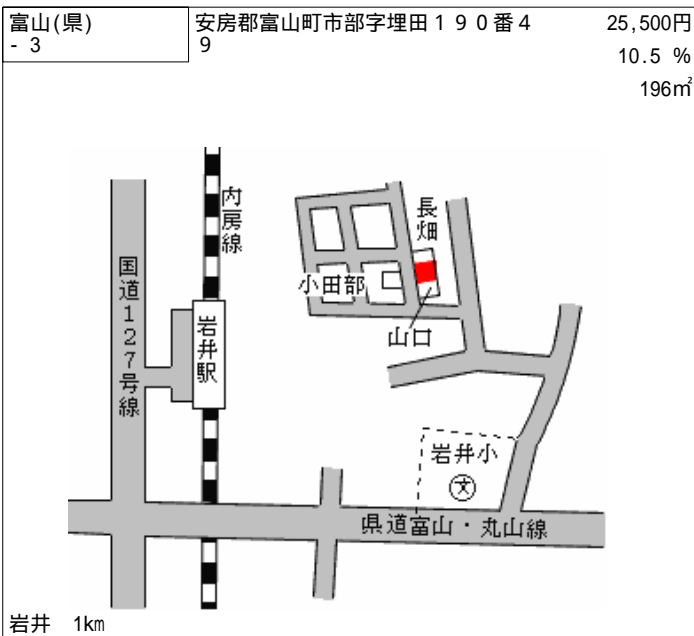 富山(県)
- 3
安房郡富山町市部字埋田１９０番４
９
25,500円
10.5 %
196㎡
内房線
長畑
国道127号線
小田部
岩井駅
山口
岩井小
文
県道富山・丸山線
岩井 1km